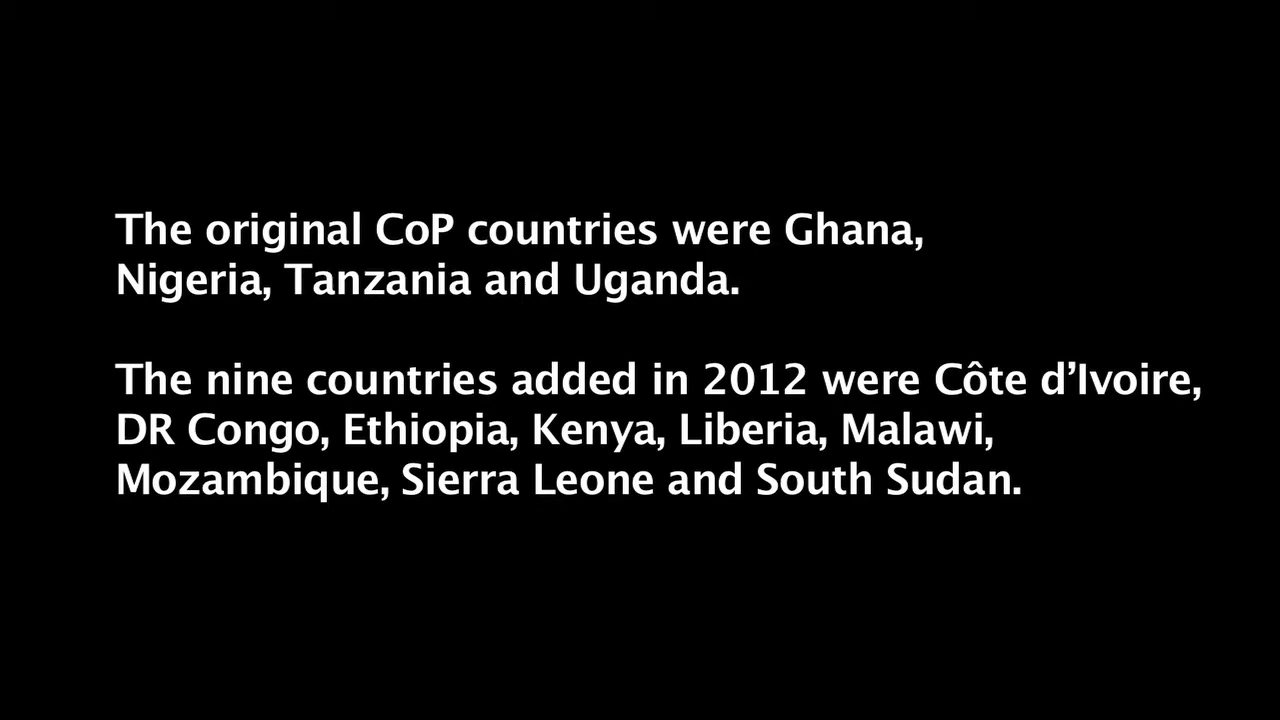 The original CoP countries were Ghana,
Nigeria, Tanzania and Uganda.
The nine countries added in 2012 were Côte d’Ivoire,
DR Congo, Ethiopia, Kenya, Liberia, Malawi,
Mozambique, Sierra Leone and South Sudan.